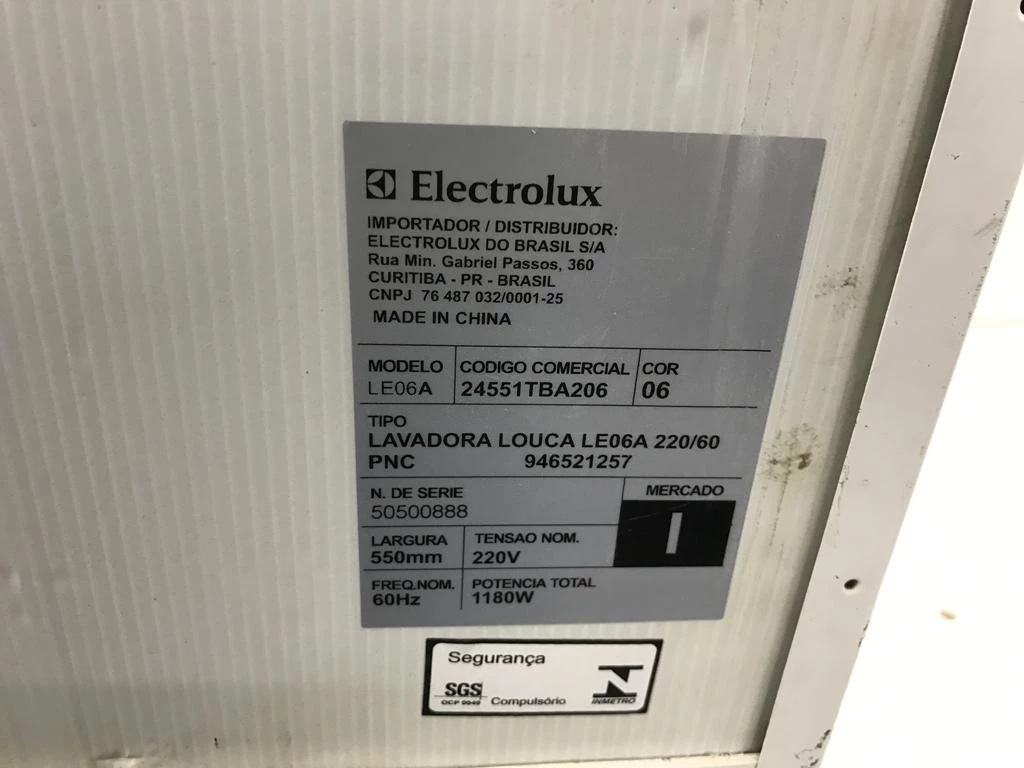 Electrolux
IMPORTADOR / DISTRIBUIDOR:
ELECTROLUX DO BRASIL S/A
Rua Min. Gabriel Passos, 360
CURITIBA - PR - BRASIL
CNPJ 76 487 032/0001-25
MADE IN CHINA
MODELO CODIGO COMERCIAL COR
LE06A 24551TBA206 06
TIPO
LAVADORA LOUCA LE06A 220/60
PNC 946521257
N. DE SERIE MERCADO
50500888 I
LARGURA TENSAO NOM.
550mm 220V
FREQ.NOM. POTENCIA TOTAL
60Hz 1180W
Segurança
SGS
OCP 0040 Compulsório INMETRO